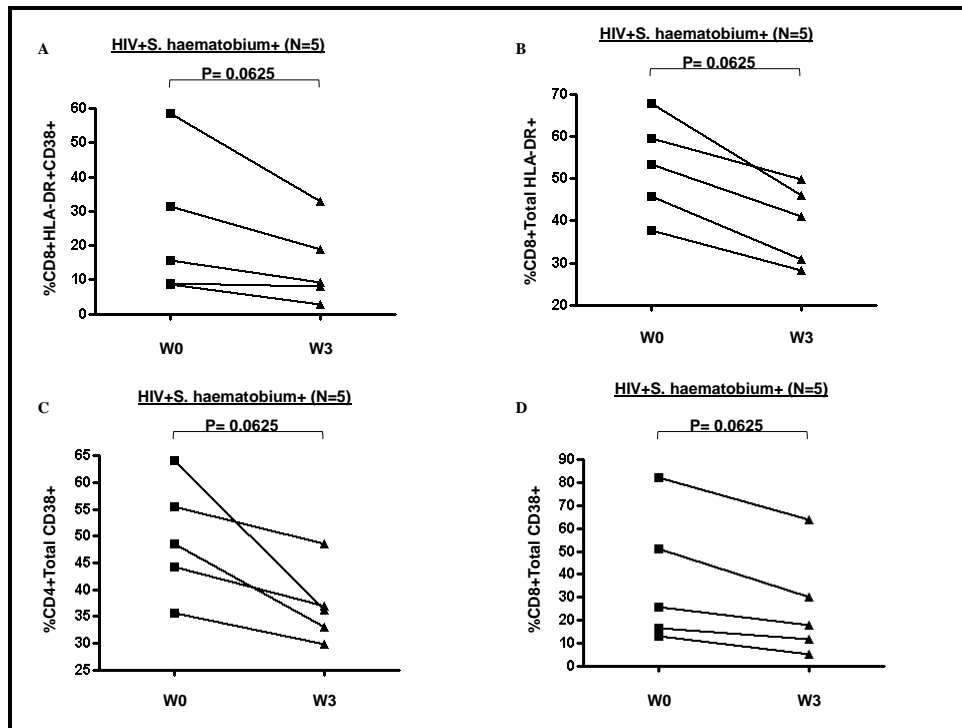 A
HIV+S. haematobium+ (N=5)
P= 0.0625
%CD8+HLA-DR+CD38+
60
50
40
30
20
10
0
W0 W3
B
HIV+S. haematobium+ (N=5)
P= 0.0625
%CD8+Total HLA-DR+
70
60
50
40
30
20
W0 W3
C
HIV+S. haematobium+ (N=5)
P= 0.0625
%CD4+Total CD38+
65
60
55
50
45
40
35
30
25
W0 W3
D
HIV+S. haematobium+ (N=5)
P= 0.0625
%CD8+Total CD38+
90
80
70
60
50
40
30
20
10
0
W0 W3